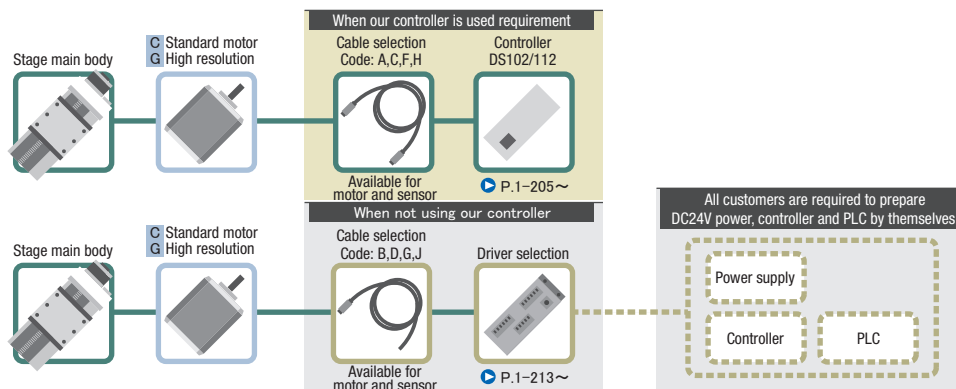 When our controller is used requirement
Stage main body
C Standard motor
G High resolution
Cable selection
Code: A,C,F,H
Controller
DS102/112
Available for
motor and sensor
P.1-205～
When not using our controller
Stage main body
C Standard motor
G High resolution
Cable selection
Code: B,D,G,J
Driver selection
Available for
motor and sensor
P.1-213～
All customers are required to prepare
DC24V power, controller and PLC by themselves
Power supply
Controller
PLC